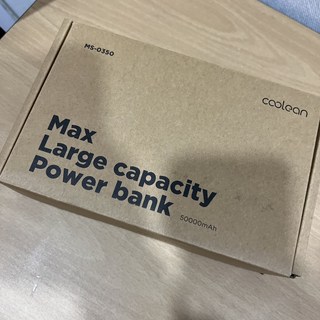 MS-0350
coolean
Max
Large capacity
Power bank
50000mAh